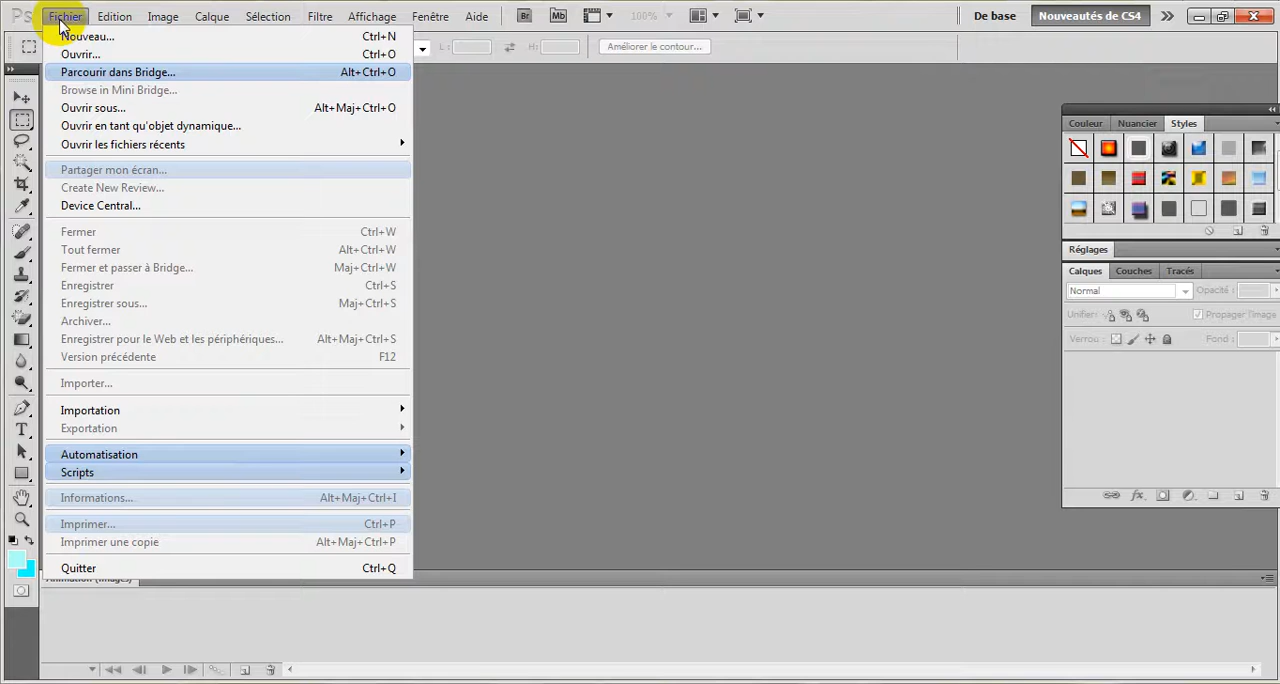 Ps Fichier Edition Image Calque Sélection Filtre Affichage Fenêtre Aide Br Mb 100% De base Nouveautés de CS4
Nouveau... Ctrl+N
Ouvrir... Ctrl+O
Parcourir dans Bridge... Alt+Ctrl+O
Browse in Mini Bridge...
Ouvrir sous... Alt+Maj+Ctrl+O
Ouvrir en tant qu'objet dynamique...
Ouvrir les fichiers récents
Partager mon écran...
Create New Review...
Device Central...
Fermer Ctrl+W
Tout fermer Alt+Ctrl+W
Fermer et passer à Bridge... Maj+Ctrl+W
Enregistrer Ctrl+S
Enregistrer sous... Maj+Ctrl+S
Archiver...
Enregistrer pour le Web et les périphériques... Alt+Maj+Ctrl+S
Version précédente F12
Importer...
Importation
Exportation
Automatisation
Scripts
Informations... Alt+Maj+Ctrl+I
Imprimer... Ctrl+P
Imprimer une copie Alt+Maj+Ctrl+P
Quitter Ctrl+Q
L : H : Améliorer le contour...
Couleur Nuancier Styles
Réglages
Calques Couches Tracés
Normal Opacité :
Unifier : Propager l'image
Verrou : Fond :
Animation (images)